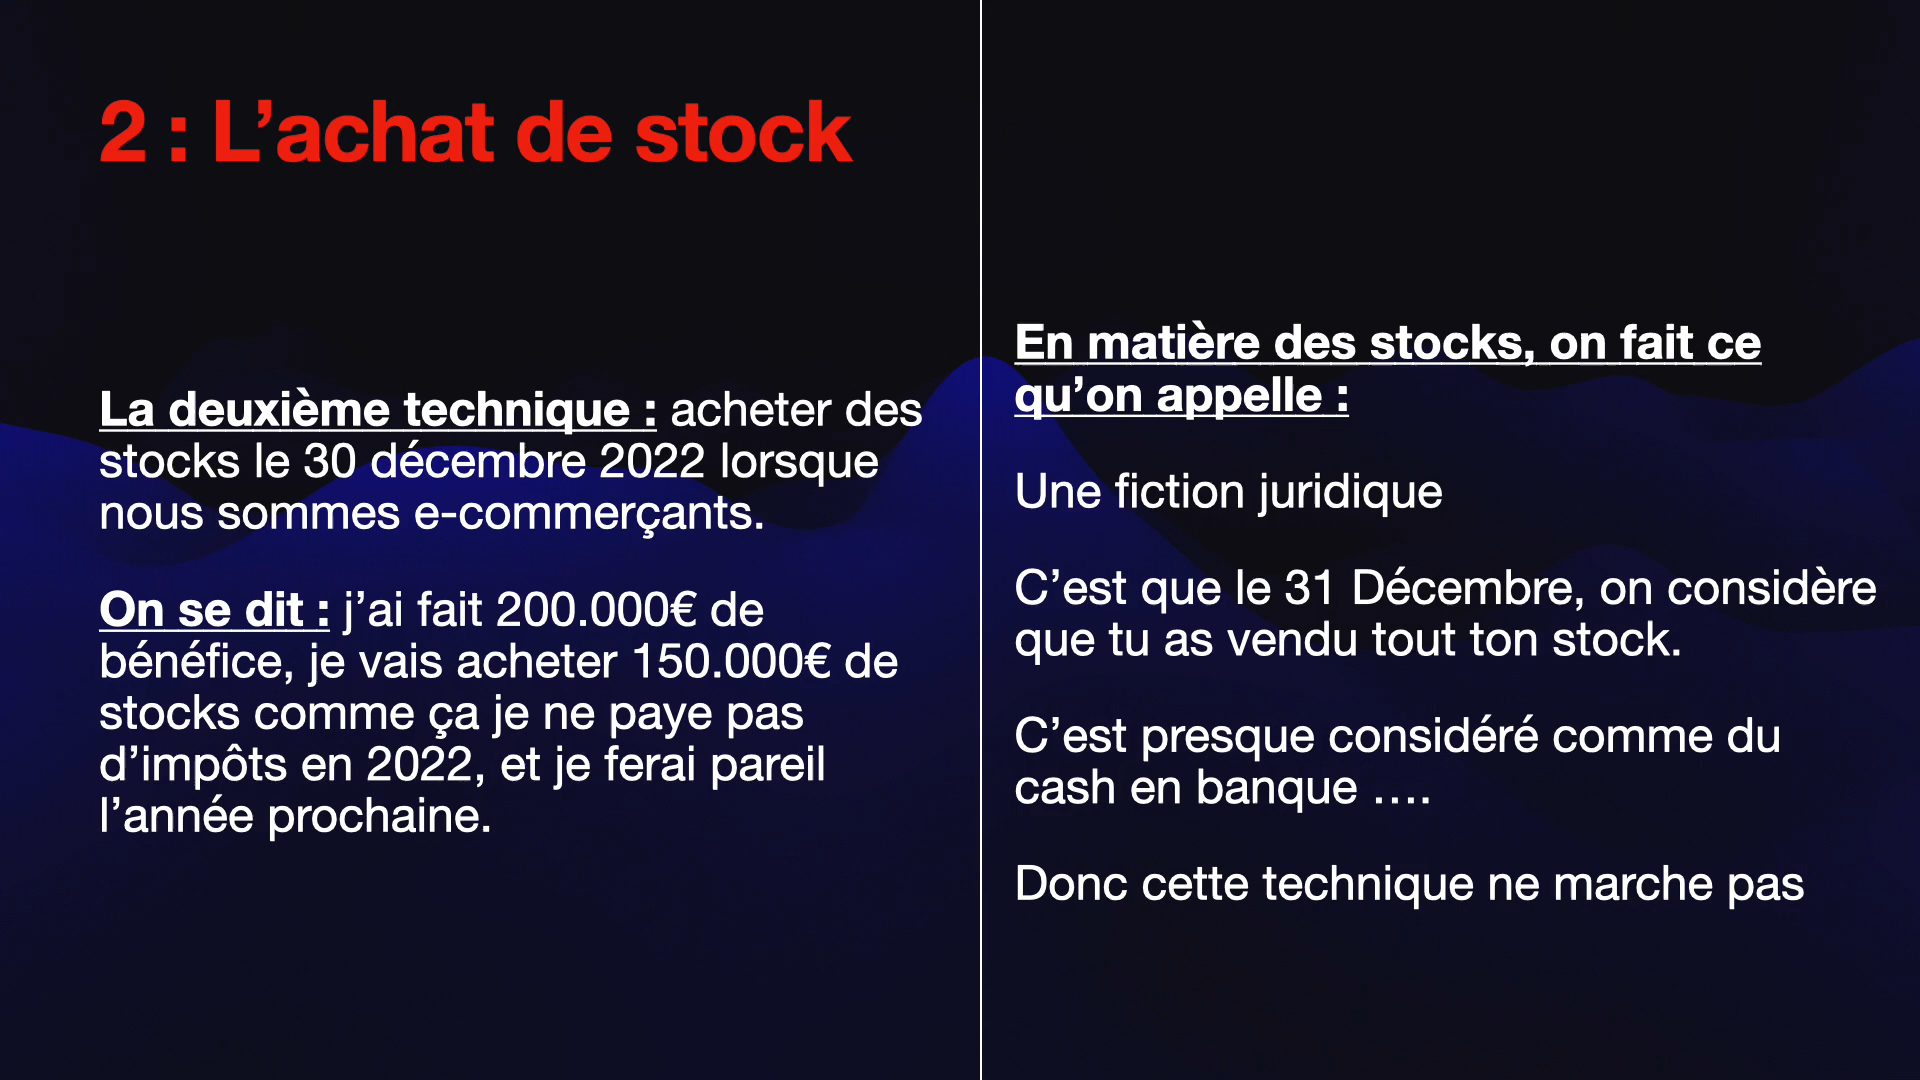 2 : L’achat de stock
La deuxième technique : acheter des
stocks le 30 décembre 2022 lorsque
nous sommes e-commerçants.
On se dit : j’ai fait 200.000€ de
bénéfice, je vais acheter 150.000€ de
stocks comme ça je ne paye pas
d’impôts en 2022, et je ferai pareil
l’année prochaine.
En matière des stocks, on fait ce
qu’on appelle :
Une fiction juridique
C’est que le 31 Décembre, on considère
que tu as vendu tout ton stock.
C’est presque considéré comme du
cash en banque ….
Donc cette technique ne marche pas